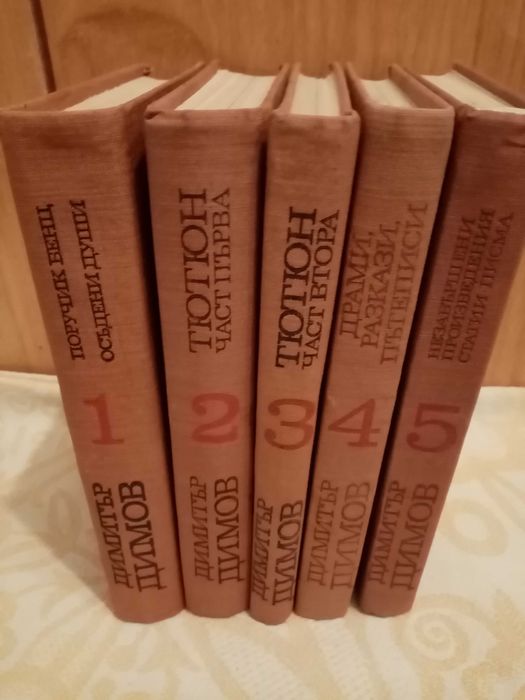 ПОРУЧИК БЕНЦ,
ОСЪДЕНИ ДУШИ
1
ДИМИТЪР
ДИМОВ
ТЮТЮН
ЧАСТ ПЪРВА
2
ДИМИТЪР
ДИМОВ
ТЮТЮН
ЧАСТ ВТОРА
3
ДИМИТЪР
ДИМОВ
ДРАМИ,
РАЗКАЗИ,
ПЪТЕПИСИ
4
ДИМИТЪР
ДИМОВ
НЕЗАВЪРШЕНИ
ПРОИЗВЕДЕНИЯ
СТАТИИ ПИСМА
5
ДИМИТЪР
ДИМОВ